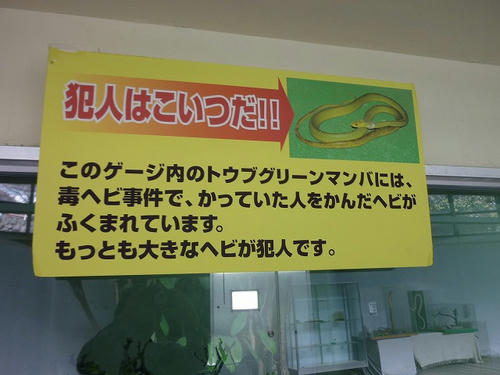 犯人はこいつだ!!
このゲージ内のトウブグリーンマンバには、
毒ヘビ事件で、かっていた人をかんだヘビが
ふくまれています。
もっとも大きなヘビが犯人です。